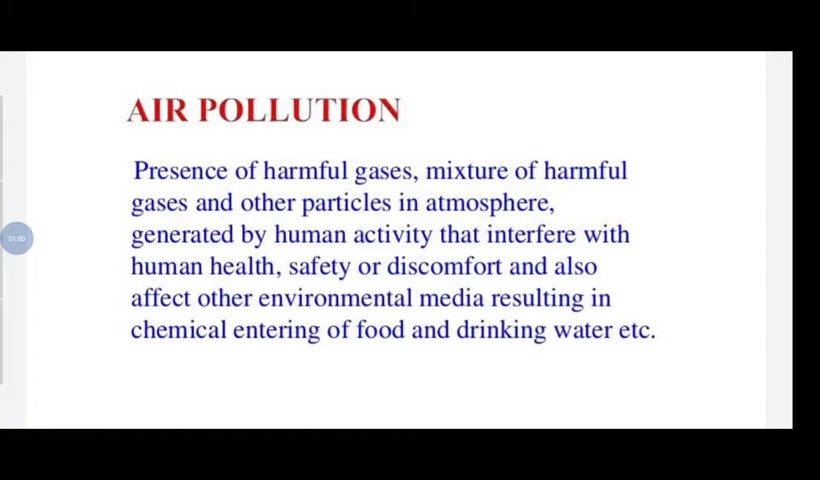 AIR POLLUTION
Presence of harmful gases, mixture of harmful
gases and other particles in atmosphere,
generated by human activity that interfere with
human health, safety or discomfort and also
affect other environmental media resulting in
chemical entering of food and drinking water etc.
01:00